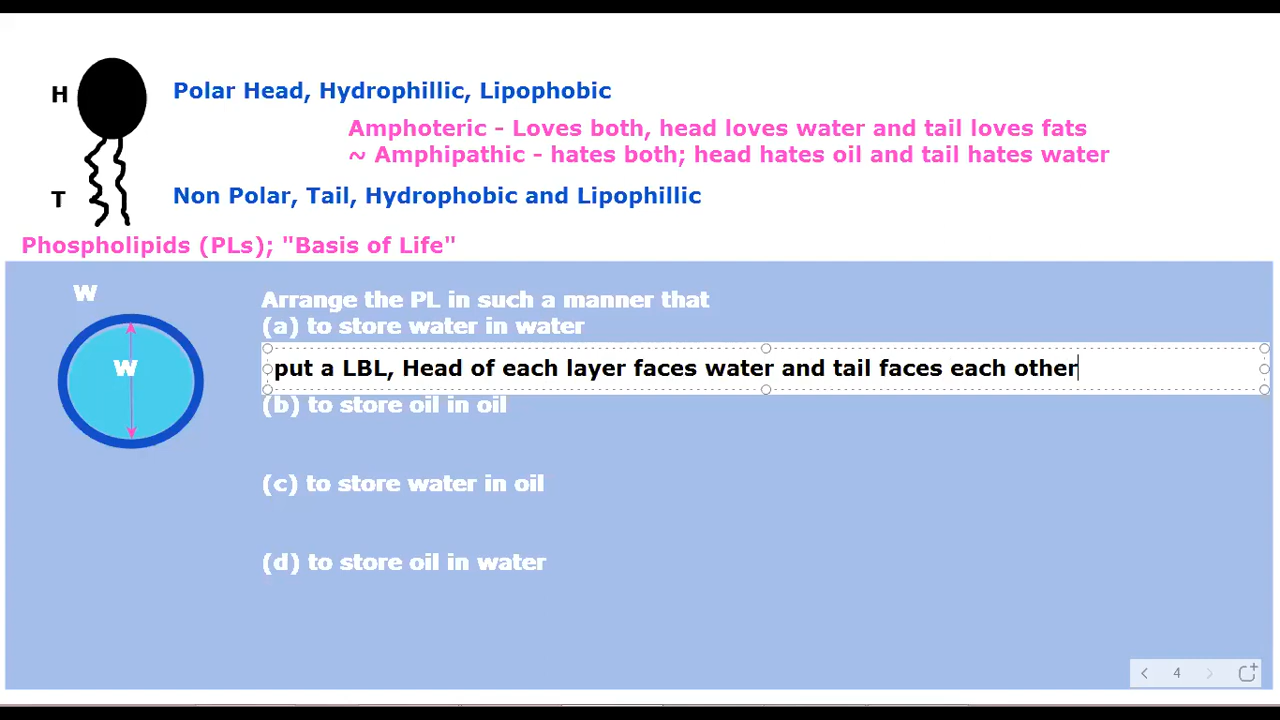 H
Polar Head, Hydrophillic, Lipophobic
Amphoteric - Loves both, head loves water and tail loves fats
~ Amphipathic - hates both; head hates oil and tail hates water
T
Non Polar, Tail, Hydrophobic and Lipophillic
Phospholipids (PLs); "Basis of Life"
W
Arrange the PL in such a manner that
(a) to store water in water
W
put a LBL, Head of each layer faces water and tail faces each other
(b) to store oil in oil
(c) to store water in oil
(d) to store oil in water
4